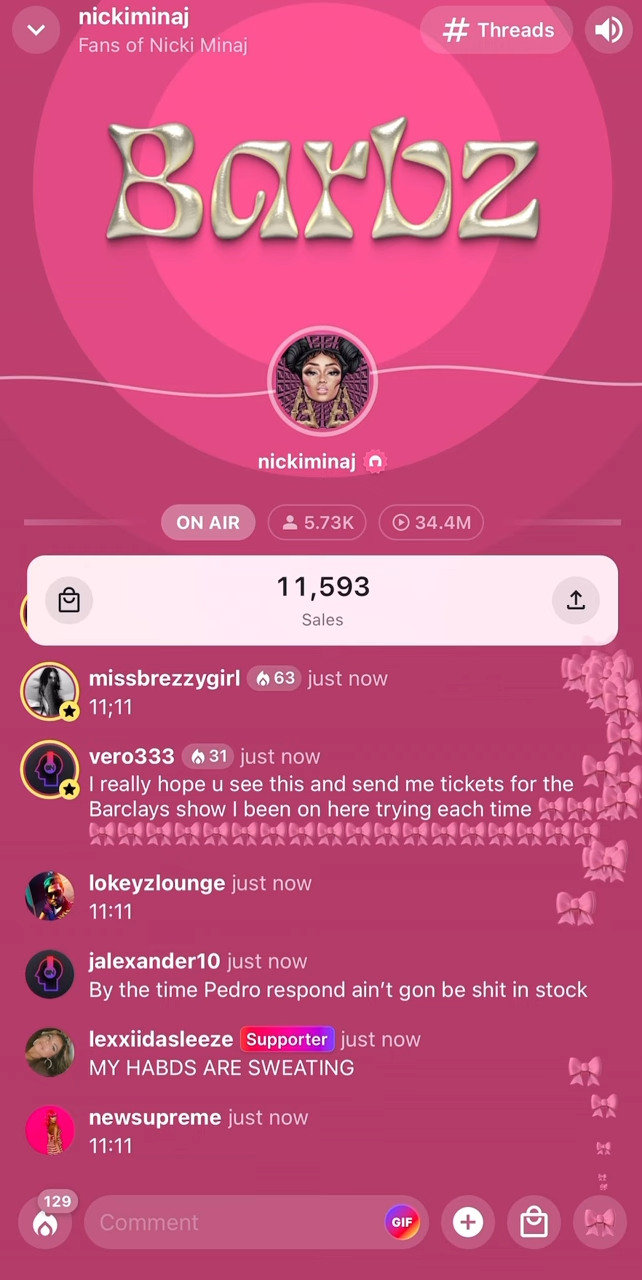 nickiminaj
Fans of Nicki Minaj
# Threads
Barbz
nickiminaj
ON AIR
5.73K
34.4M
11,593
Sales
missbrezzygirl 63 just now
11;11
vero333 31 just now
I really hope u see this and send me tickets for the
Barclays show I been on here trying each time 🎀🎀🎀🎀
🎀🎀🎀🎀🎀🎀🎀🎀🎀🎀🎀🎀🎀🎀🎀🎀🎀🎀
lokeyzlounge just now
11:11
jalexander10 just now
By the time Pedro respond ain’t gon be shit in stock
lexxiidasleeze Supporter just now
MY HABDS ARE SWEATING
newsupreme just now
11:11
129
Comment
GIF